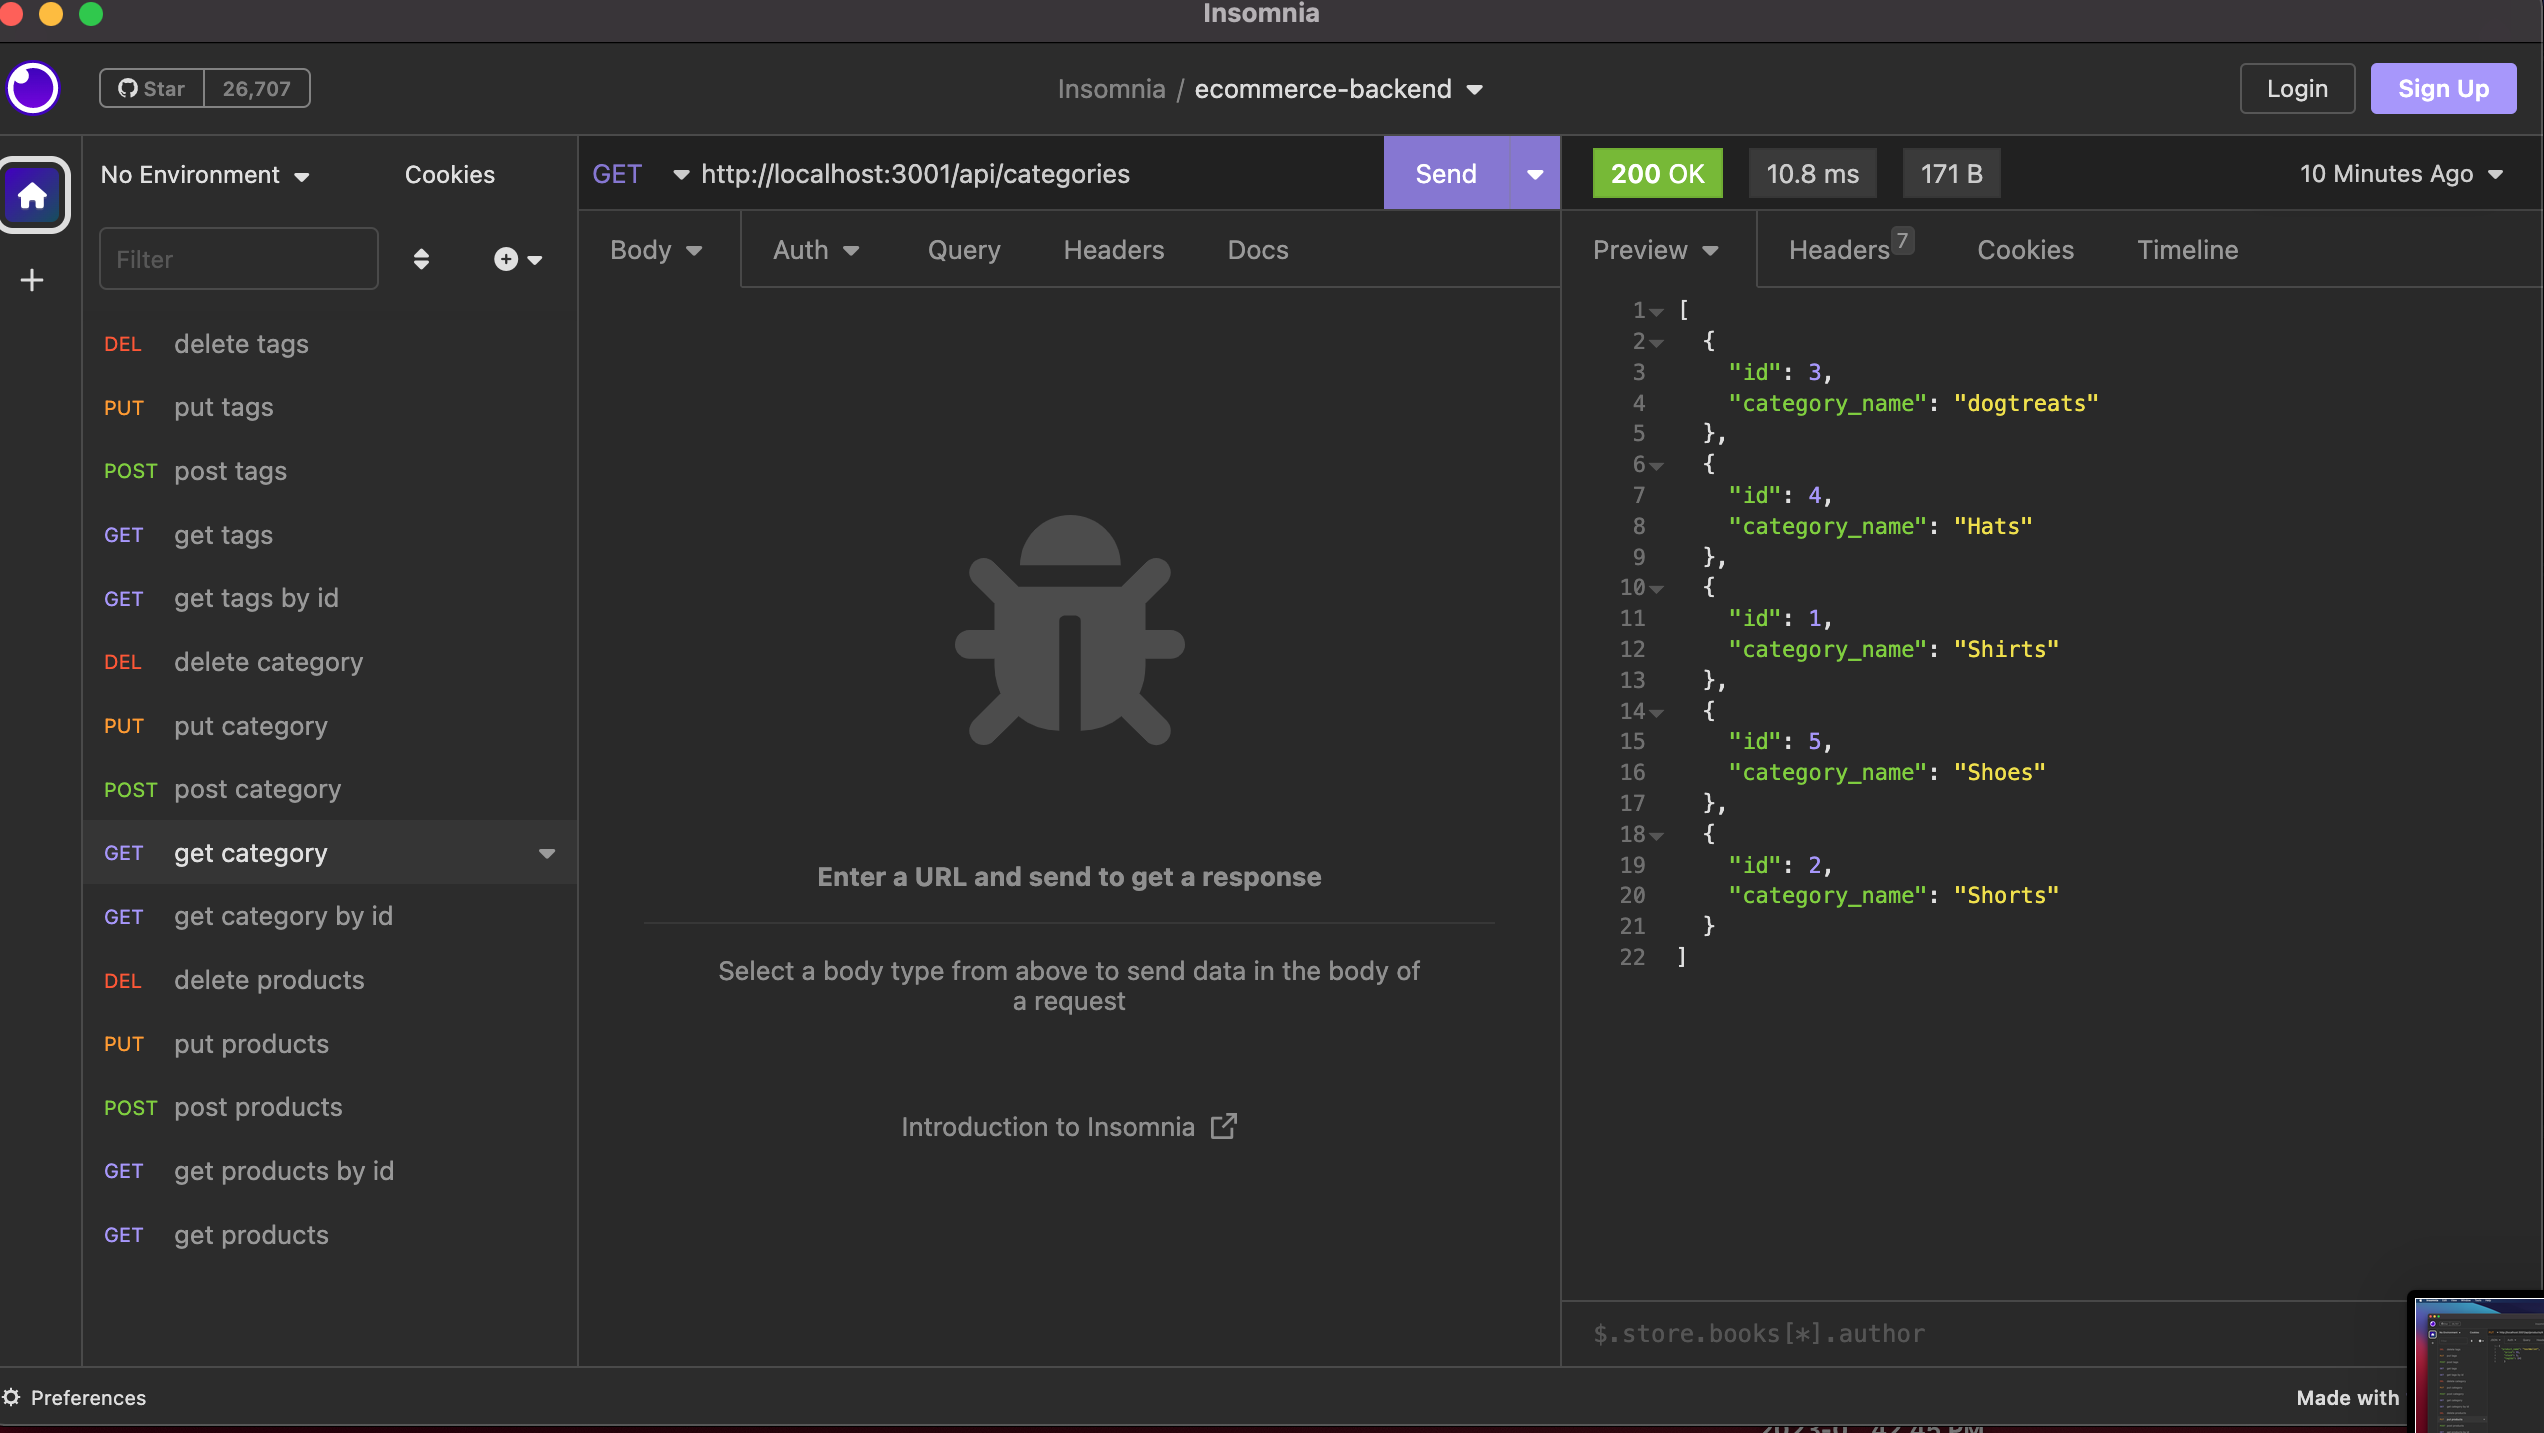 Insomnia
Star 26,707
Insomnia / ecommerce-backend
Login
Sign Up
No Environment
Cookies
Filter
DEL delete tags
PUT put tags
POST post tags
GET get tags
GET get tags by id
DEL delete category
PUT put category
POST post category
GET get category
GET get category by id
DEL delete products
PUT put products
POST post products
GET get products by id
GET get products
GET http://localhost:3001/api/categories
Send
Body
Auth
Query
Headers
Docs
Enter a URL and send to get a response
Select a body type from above to send data in the body of
a request
Introduction to Insomnia
200 OK
10.8 ms
171 B
10 Minutes Ago
Preview
Headers 7
Cookies
Timeline
1 [
2 {
3 "id": 3,
4 "category_name": "dogtreats"
5 },
6 {
7 "id": 4,
8 "category_name": "Hats"
9 },
10 {
11 "id": 1,
12 "category_name": "Shirts"
13 },
14 {
15 "id": 5,
16 "category_name": "Shoes"
17 },
18 {
19 "id": 2,
20 "category_name": "Shorts"
21 }
22 ]
$.store.books[*].author
Preferences
Made with